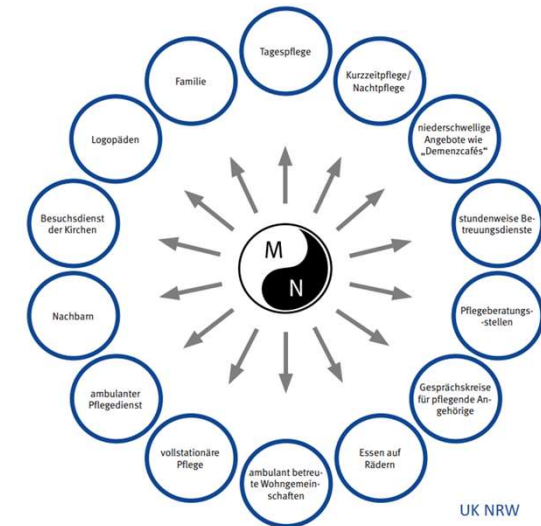 Tagespflege
Kurzzeitpflege/
Nachtpflege
niederschwellige
Angebote wie
„Demenzcafés“
stundenweise Be-
treuungsdienste
Pflegeberatungs-
-stellen
Gesprächskreise
für pflegende An-
gehörige
Essen auf
Rädern
ambulant betreu-
te Wohngemein-
schaften
vollstationäre
Pflege
ambulanter
Pflegedienst
Nachbarn
Besuchsdienst
der Kirchen
Logopäden
Familie
M
N
UK NRW